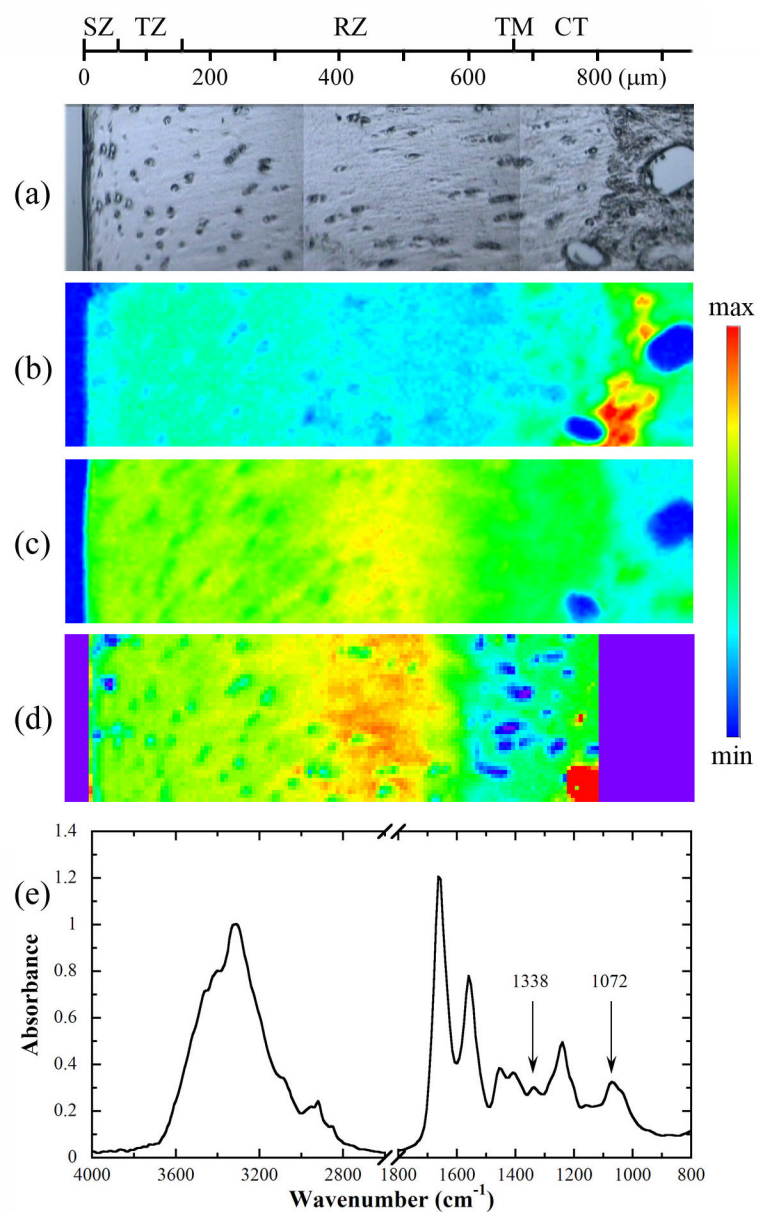 SZ TZ RZ TM CT
0 200 400 600 800 (μm)
(a)
(b)
max
(c)
(d)
min
(e)
1.4
1.2
1
0.8
0.6
0.4
0.2
0
Absorbance
1338 1072
4000 3600 3200 2800 1800 1600 1400 1200 1000 800
Wavenumber (cm-1)